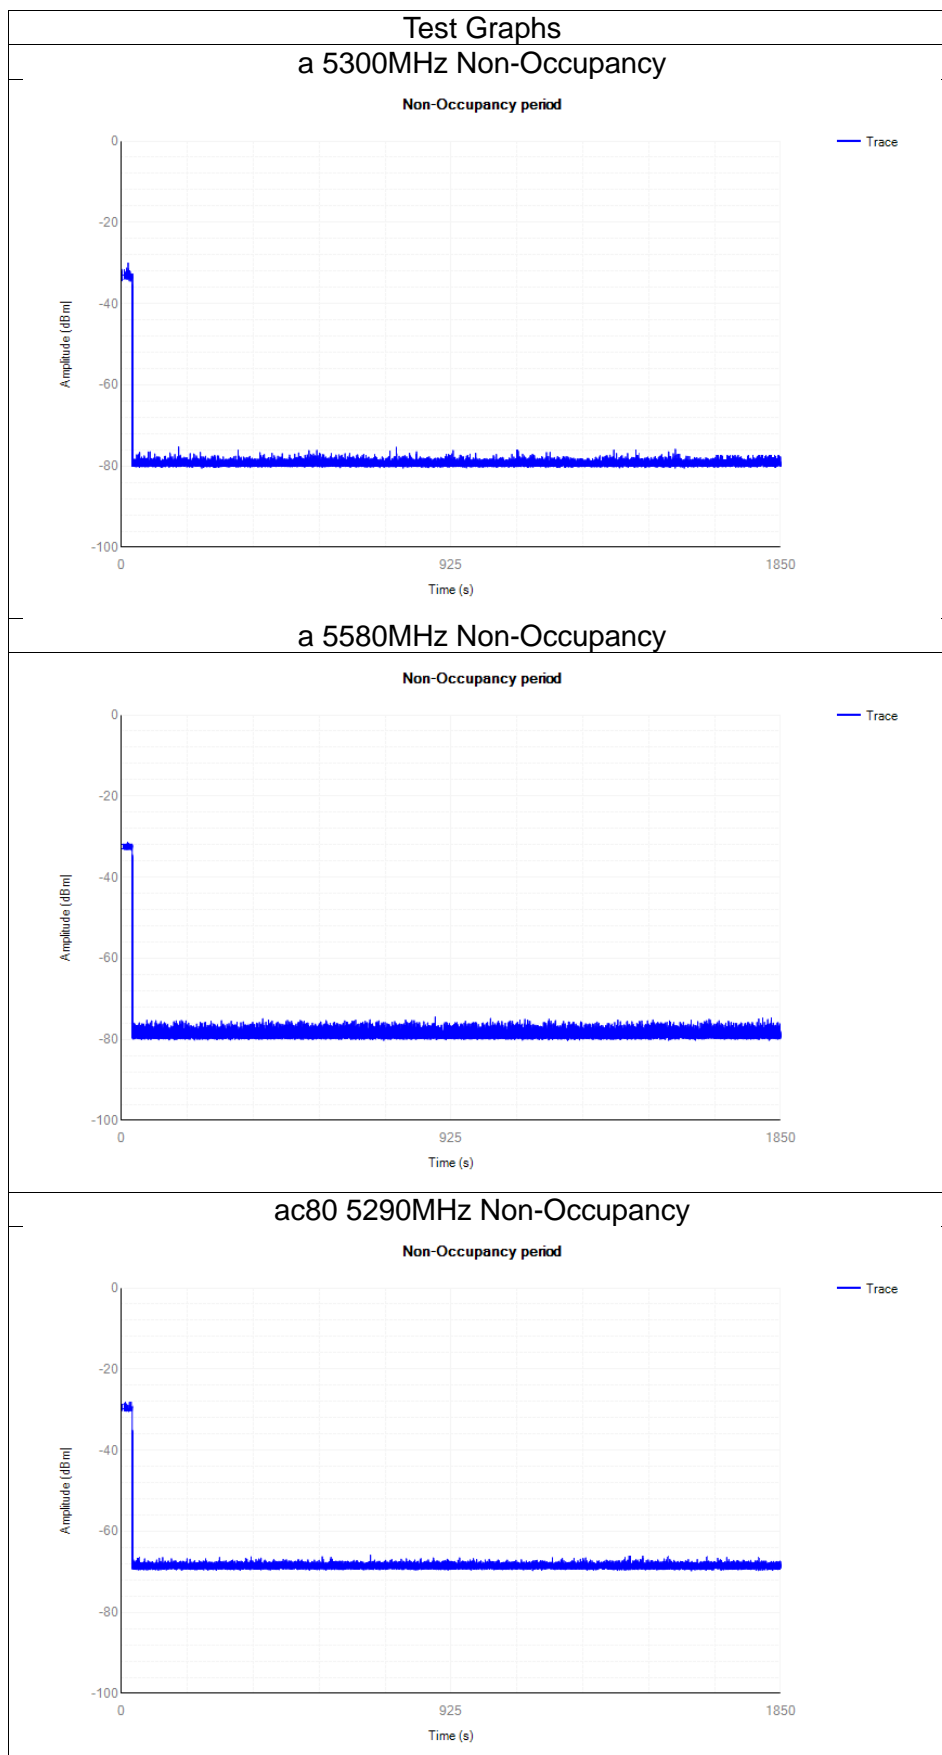 Test Graphs
a 5300MHz Non-Occupancy
Non-Occupancy period
0
Trace
-20
-40
Amplitude [dBm]
-60
-80
-100
0 925 1850
Time (s)
a 5580MHz Non-Occupancy
Non-Occupancy period
0
Trace
-20
-40
Amplitude [dBm]
-60
-80
-100
0 925 1850
Time (s)
ac80 5290MHz Non-Occupancy
Non-Occupancy period
0
Trace
-20
-40
Amplitude [dBm]
-60
-80
-100
0 925 1850
Time (s)